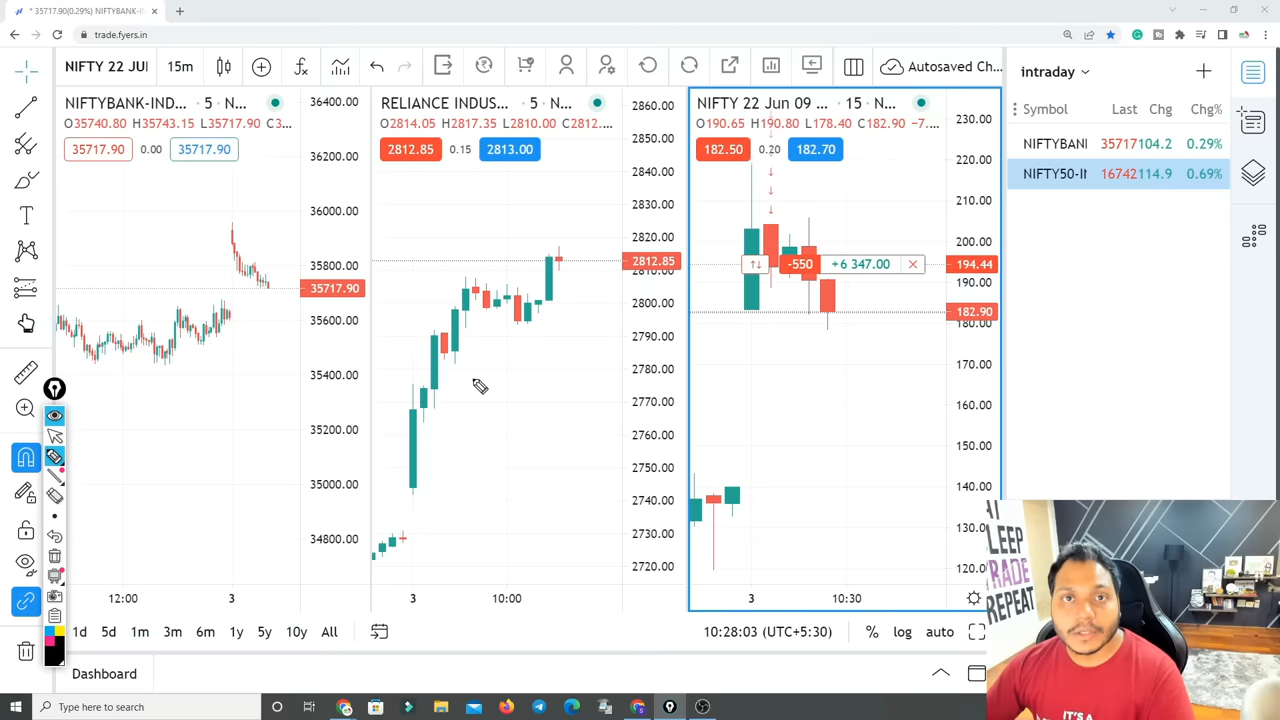 * 35717.90(0.29%) NIFTYBANK-I
trade.fyers.in
NIFTY 22 JUI
15m
Autosaved Ch...
intraday
NIFTYBANK-IND... · 5 · N...
O35740.80 H35743.15 L35717.90 C3...
35717.90 0.00 35717.90
36400.00
36200.00
36000.00
35800.00
35717.90
35600.00
35400.00
35200.00
35000.00
34800.00
12:00 3
RELIANCE INDUS... · 5 · N...
O2814.05 H2817.35 L2810.00 C2812....
2812.85 0.15 2813.00
2860.00
2850.00
2840.00
2830.00
2820.00
2812.85
2810.00
2800.00
2790.00
2780.00
2770.00
2760.00
2750.00
2740.00
2730.00
2720.00
3 10:00
NIFTY 22 Jun 09 ... · 15 · N...
O190.65 H190.80 L178.40 C182.90 −7....
182.50 0.20 182.70
-550 +6 347.00
230.00
220.00
210.00
200.00
194.44
190.00
182.90
180.00
170.00
160.00
150.00
140.00
130.00
120.00
3 10:30
Symbol Last Chg Chg%
NIFTYBANI 35717 104.2 0.29%
NIFTY50-II 16742 114.9 0.69%
1d 5d 1m 3m 6m 1y 5y 10y All
10:28:03 (UTC+5:30) % log auto
Dashboard
EAT
SLEEP
TRADE
REPEAT
IT'S A
Type here to search